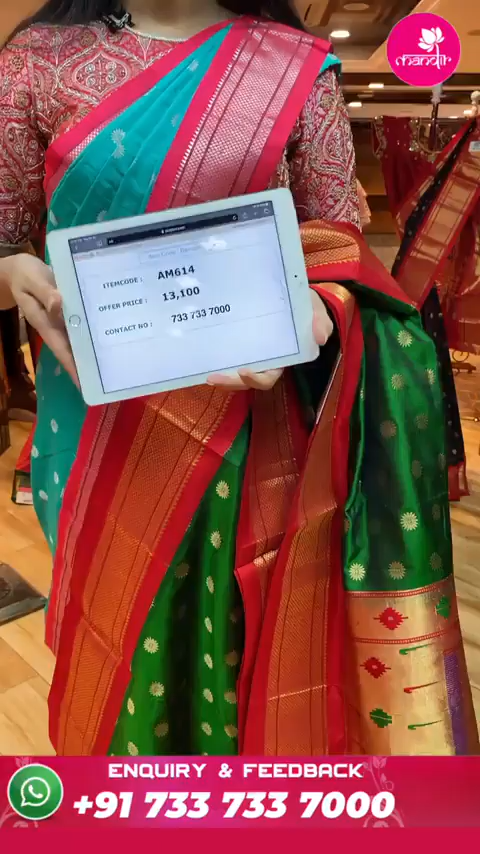 mandir
ITEMCODE : AM614
OFFER PRICE : 13,100
CONTACT NO : 733 733 7000
ENQUIRY & FEEDBACK
+91 733 733 7000